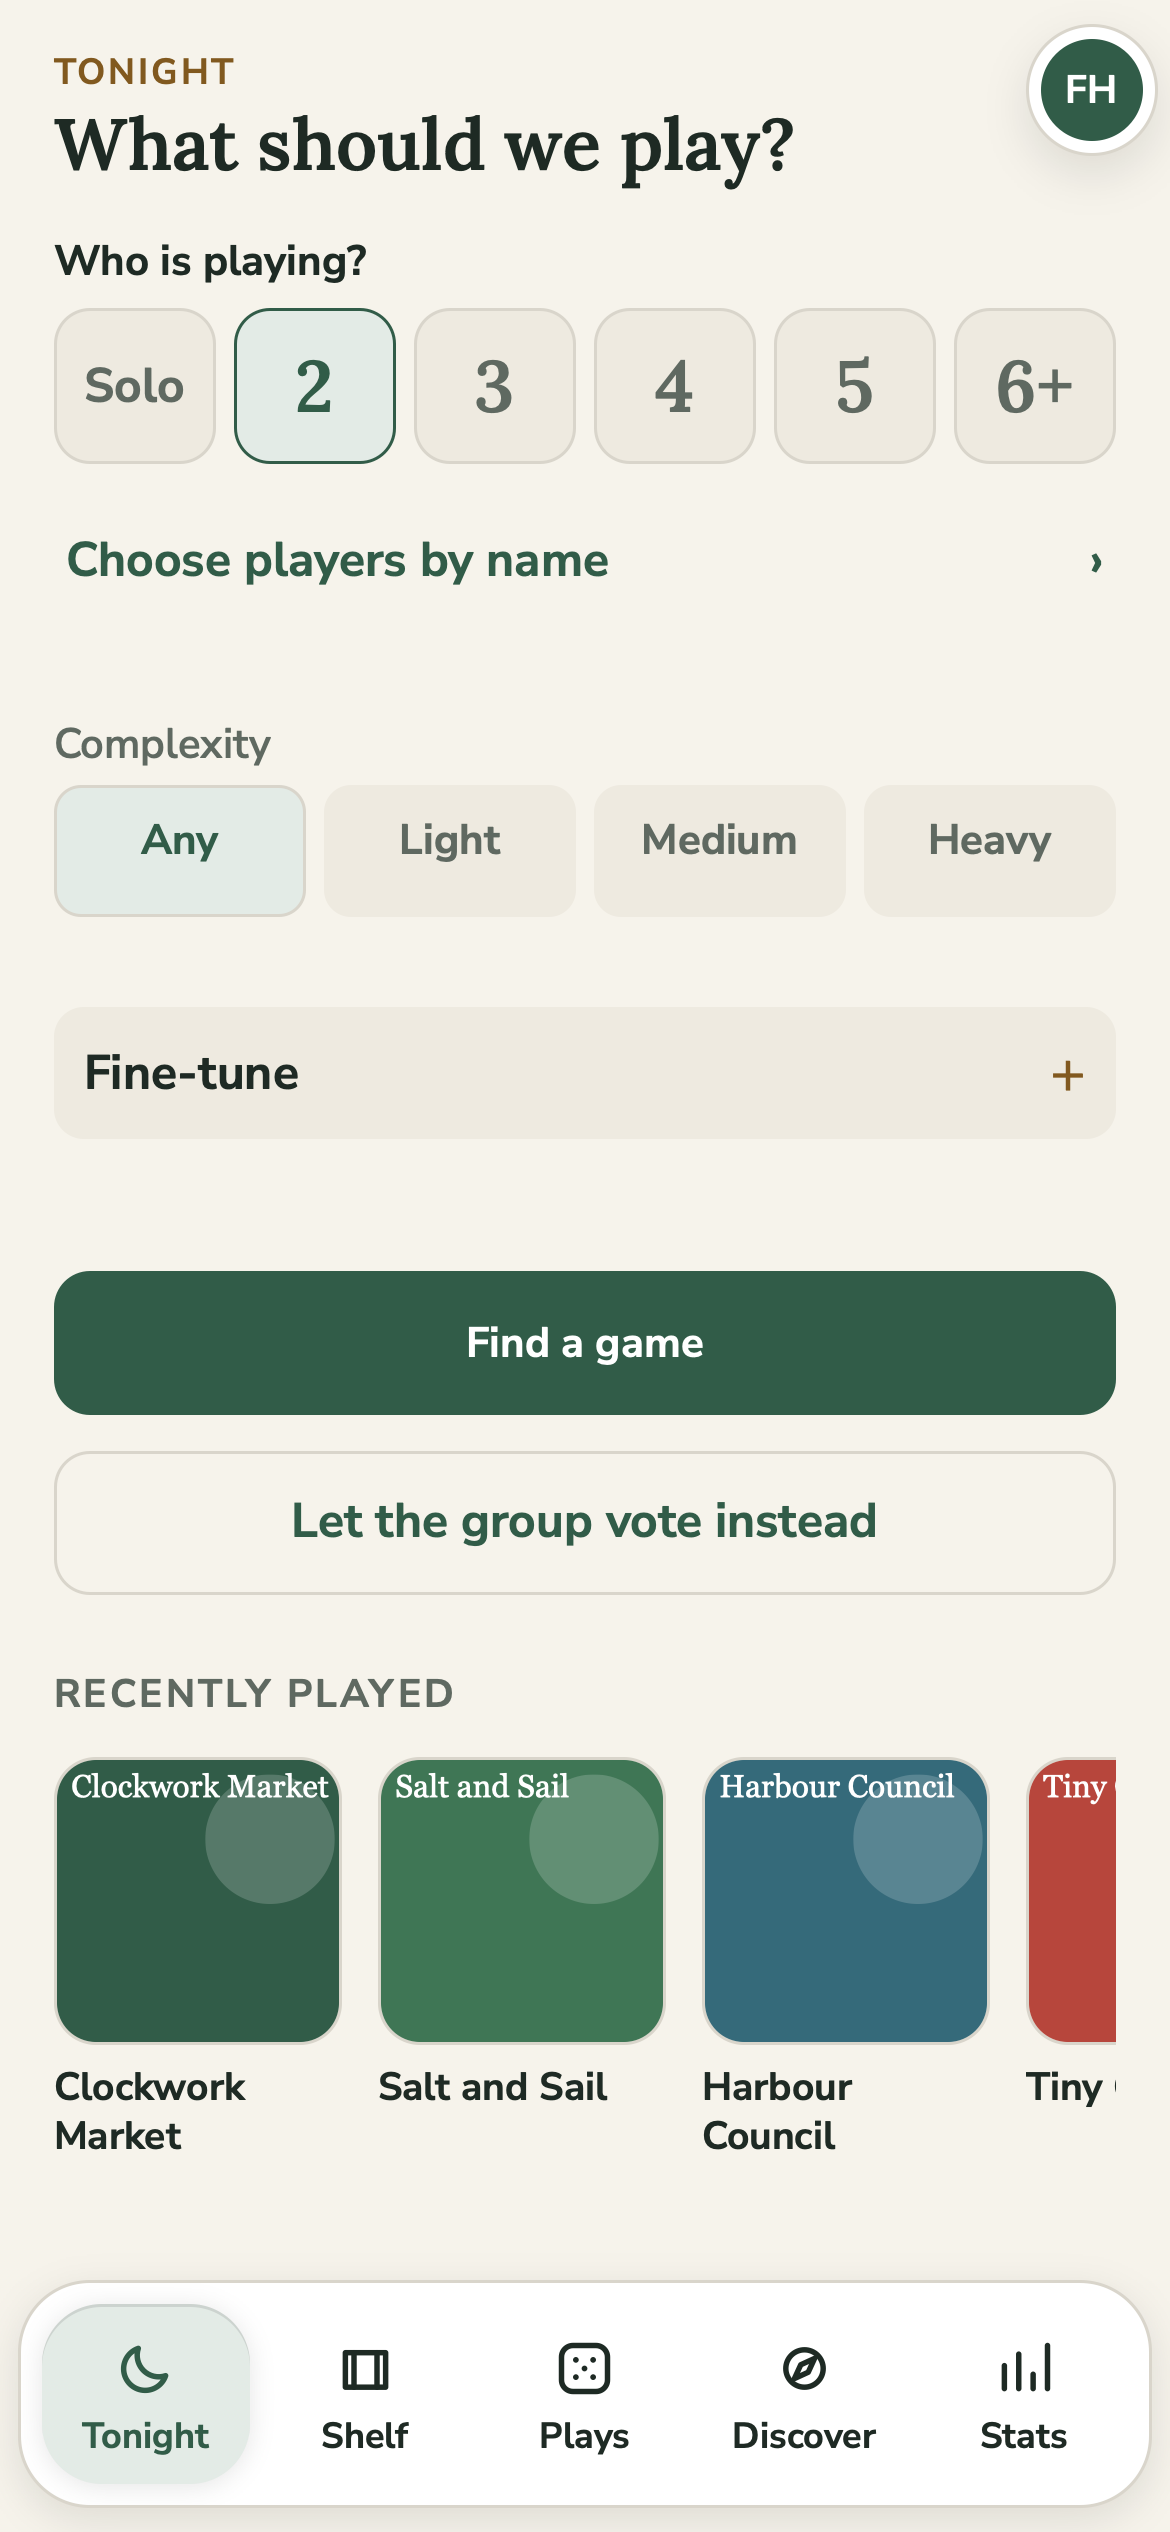 TONIGHT
FH
What should we play?
Who is playing?
Solo
2
3
4
5
6+
Choose players by name
›
Complexity
Any
Light
Medium
Heavy
Fine-tune
+
Find a game
Let the group vote instead
RECENTLY PLAYED
Clockwork Market
Salt and Sail
Harbour Council
Tiny
Clockwork
Market
Salt and Sail
Harbour
Council
Tiny
Tonight
Shelf
Plays
Discover
Stats